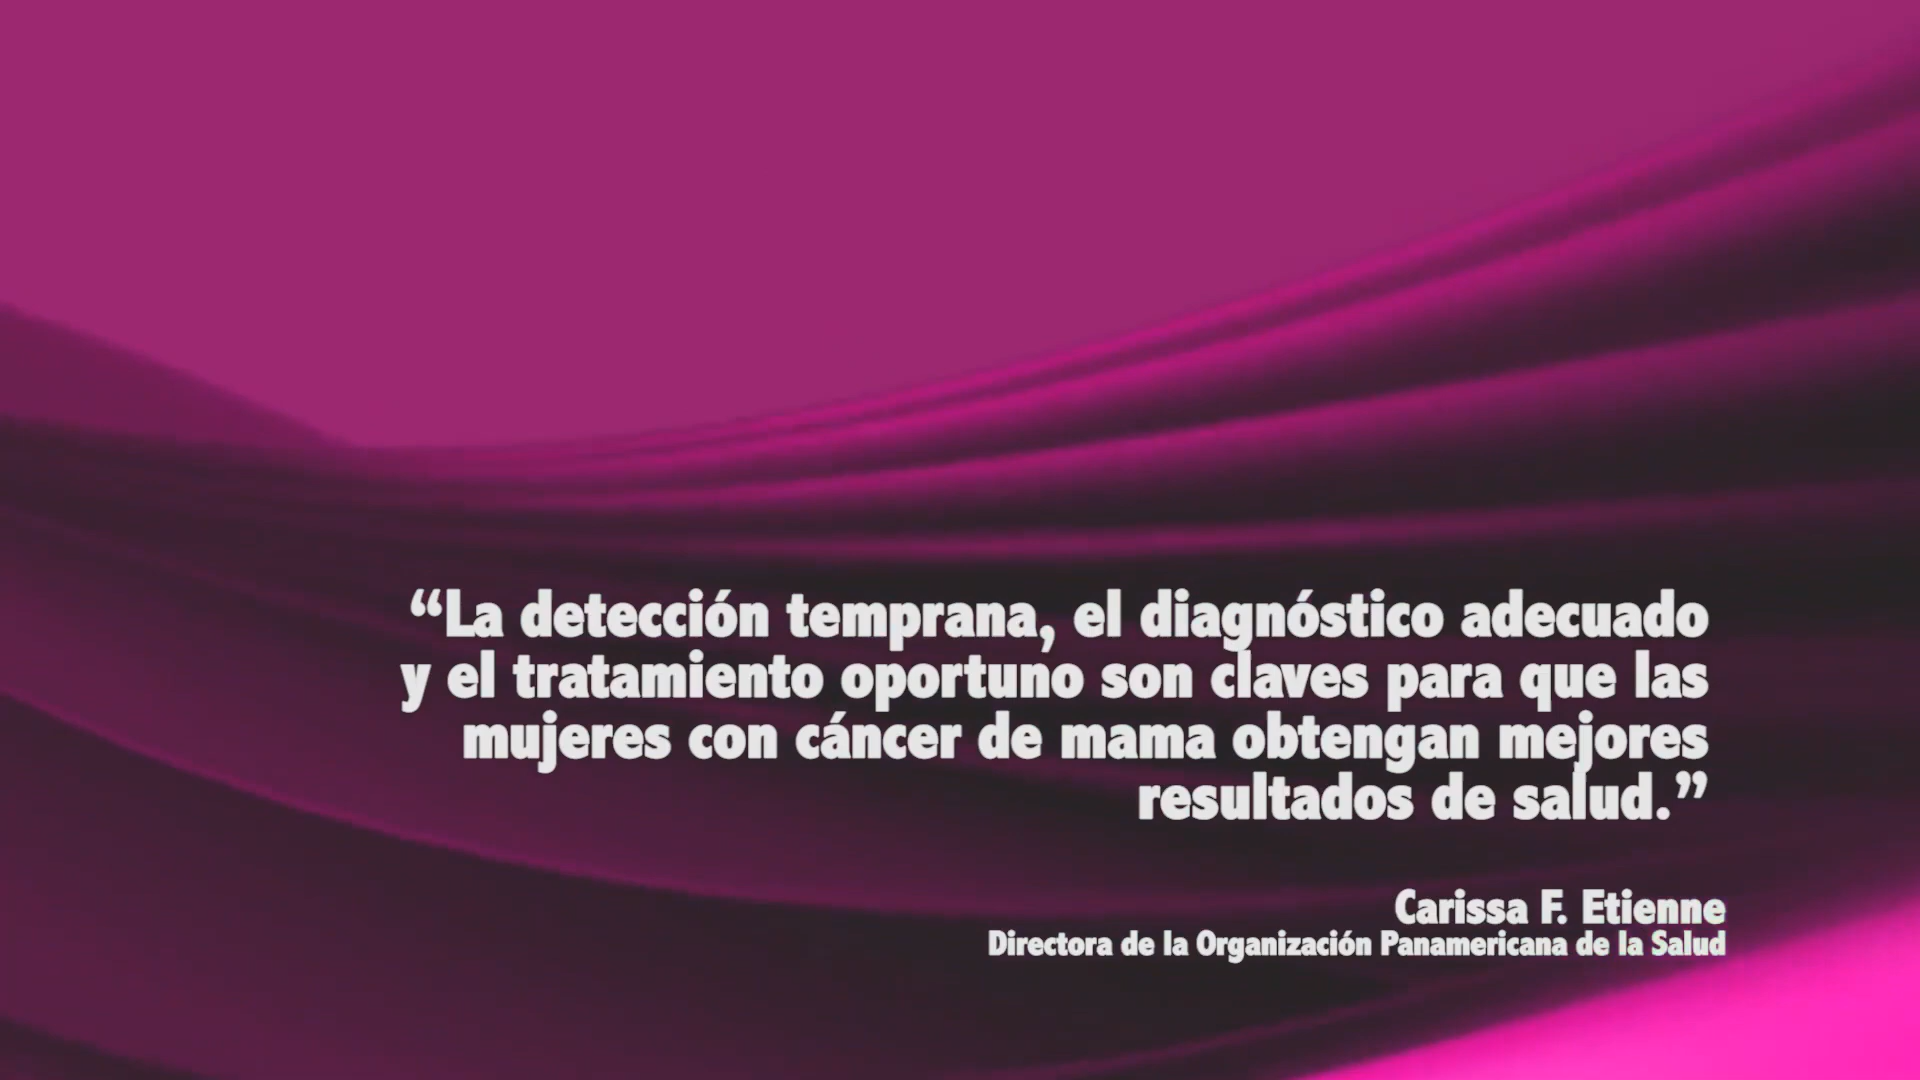 “La detección temprana, el diagnóstico adecuado
y el tratamiento oportuno son claves para que las
mujeres con cáncer de mama obtengan mejores
resultados de salud.”
Carissa F. Etienne
Directora de la Organización Panamericana de la Salud